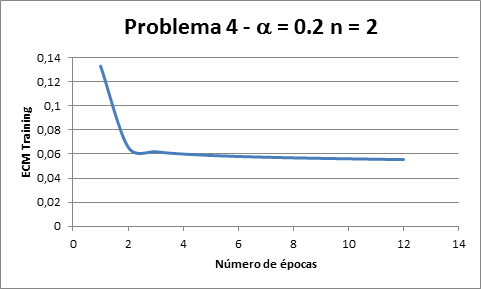 Problema 4 - α = 0.2 n = 2
ECM Training
0,14
0,12
0,1
0,08
0,06
0,04
0,02
0
0 2 4 6 8 10 12 14
Número de épocas